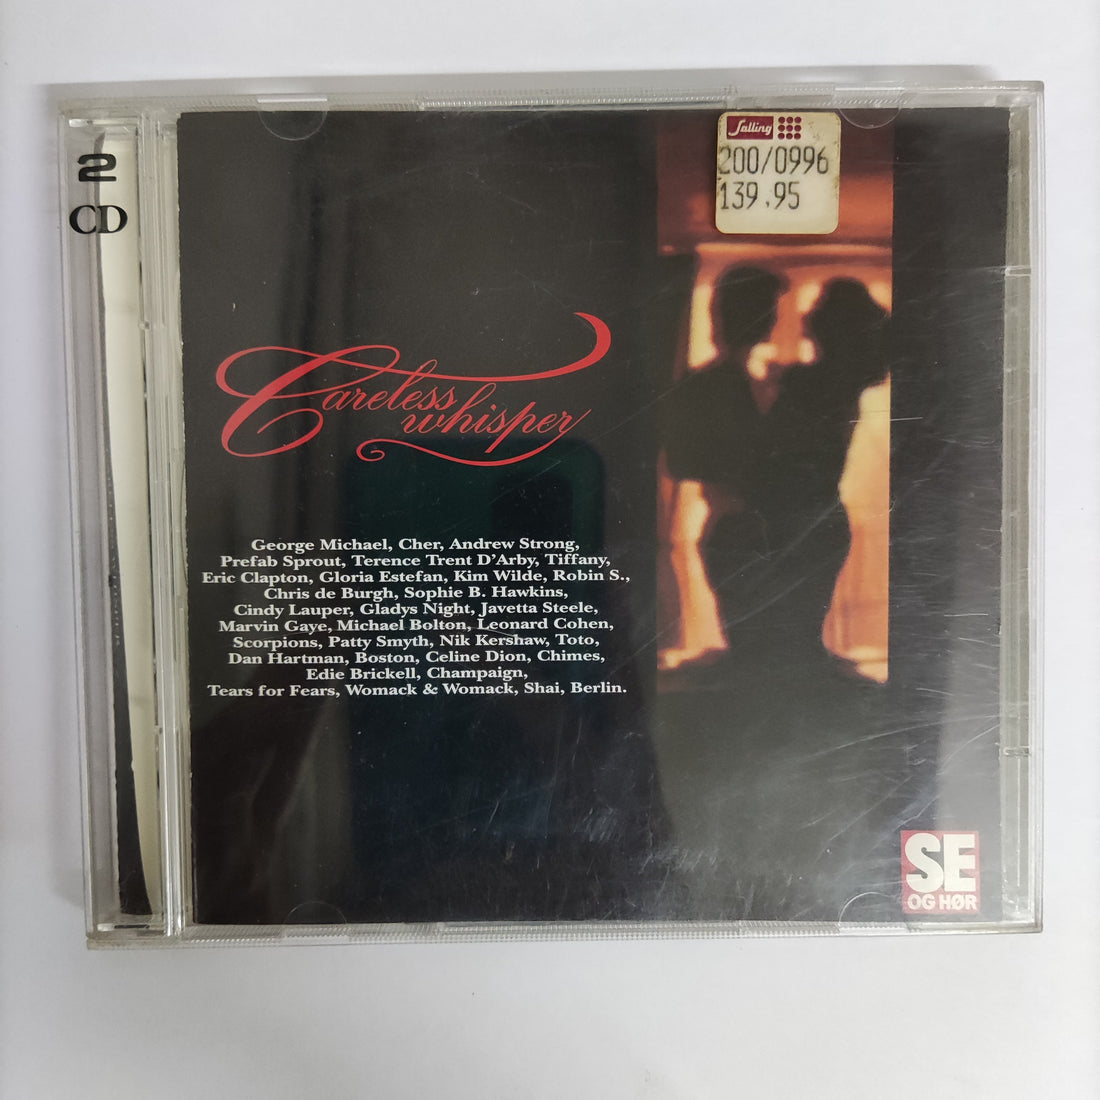 2
CD
Salling
200/0996
139.95
Careless
whisper
George Michael, Cher, Andrew Strong,
Prefab Sprout, Terence Trent D'Arby, Tiffany,
Eric Clapton, Gloria Estefan, Kim Wilde, Robin S.,
Chris de Burgh, Sophie B. Hawkins,
Cindy Lauper, Gladys Night, Javetta Steele,
Marvin Gaye, Michael Bolton, Leonard Cohen,
Scorpions, Patty Smyth, Nik Kershaw, Toto,
Dan Hartman, Boston, Celine Dion, Chimes,
Edie Brickell, Champaign,
Tears for Fears, Womack & Womack, Shai, Berlin.
SE
OG HØR